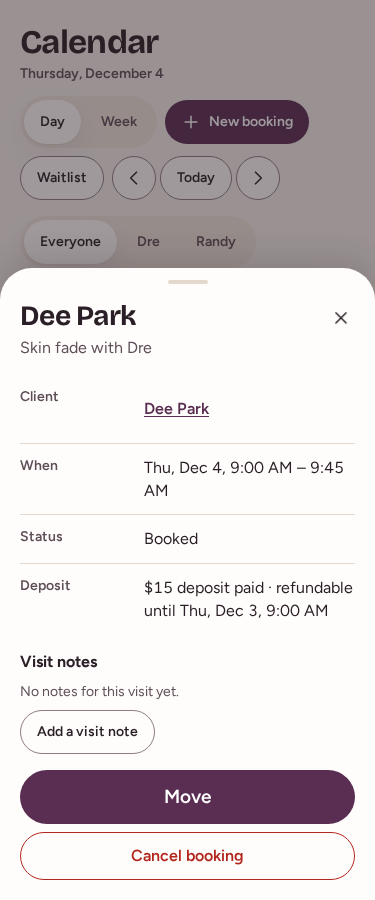 Calendar
Thursday, December 4
Day
Week
New booking
Waitlist
Today
Everyone
Dre
Randy
Dee Park
Skin fade with Dre
Client
Dee Park
When
Thu, Dec 4, 9:00 AM – 9:45
AM
Status
Booked
Deposit
$15 deposit paid · refundable
until Thu, Dec 3, 9:00 AM
Visit notes
No notes for this visit yet.
Add a visit note
Move
Cancel booking